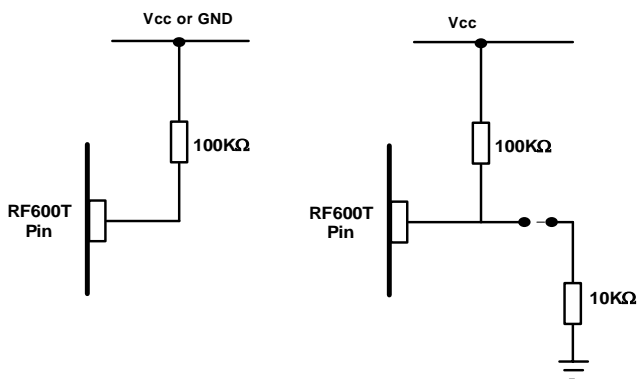 Vcc or GND
100KΩ
RF600T
Pin
Vcc
100KΩ
RF600T
Pin
10KΩ